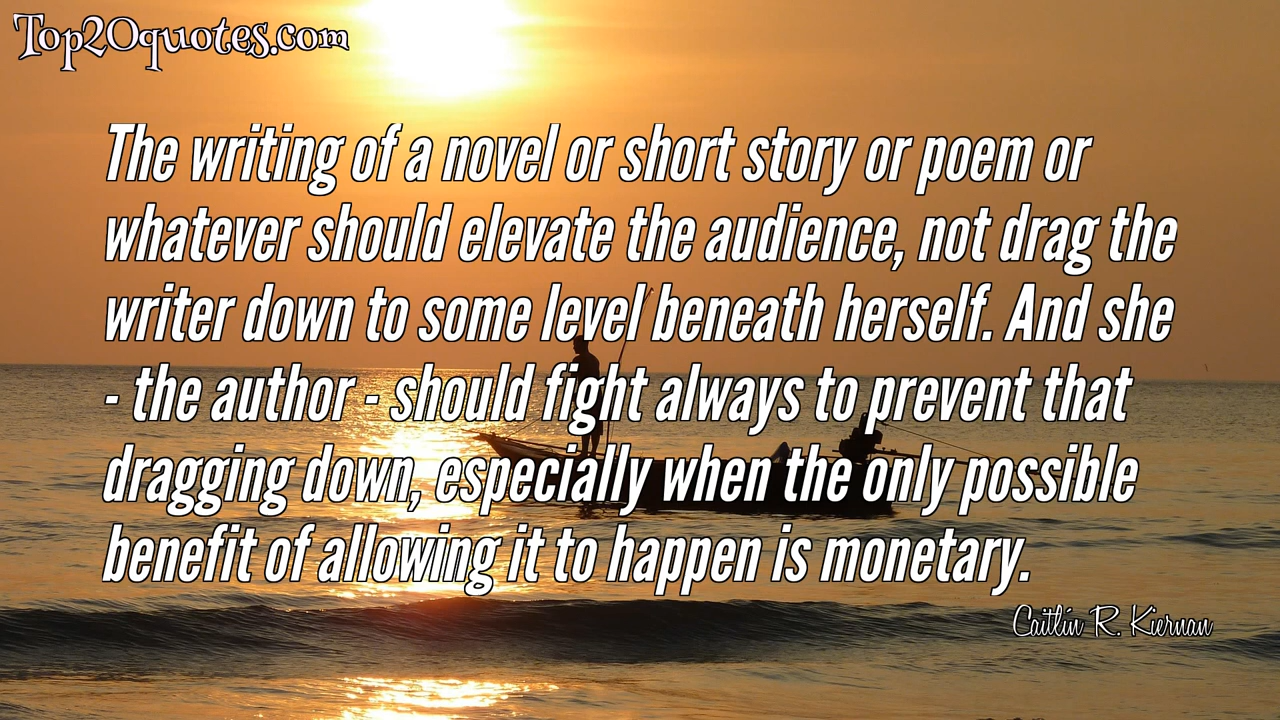 Top20quotes.com
The writing of a novel or short story or poem or
whatever should elevate the audience, not drag the
writer down to some level beneath herself. And she
- the author - should fight always to prevent that
dragging down, especially when the only possible
benefit of allowing it to happen is monetary.
Caitlín R. Kiernan